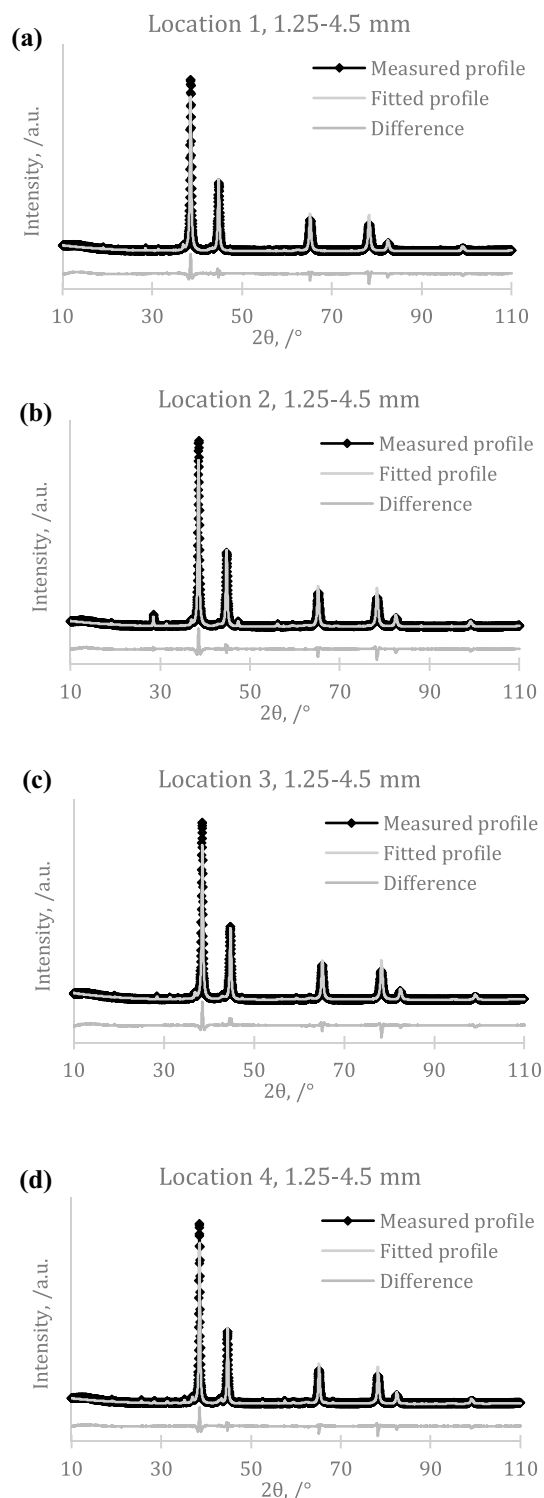 (a)
Location 1, 1.25-4.5 mm
Measured profile
Fitted profile
Difference
Intensity, /a.u.
10 30 50 70 90 110
2θ, /°
(b)
Location 2, 1.25-4.5 mm
Measured profile
Fitted profile
Difference
Intensity, /a.u.
10 30 50 70 90 110
2θ, /°
(c)
Location 3, 1.25-4.5 mm
Measured profile
Fitted profile
Difference
Intensity, /a.u.
10 30 50 70 90 110
2θ, /°
(d)
Location 4, 1.25-4.5 mm
Measured profile
Fitted profile
Difference
Intensity, /a.u.
10 30 50 70 90 110
2θ, /°